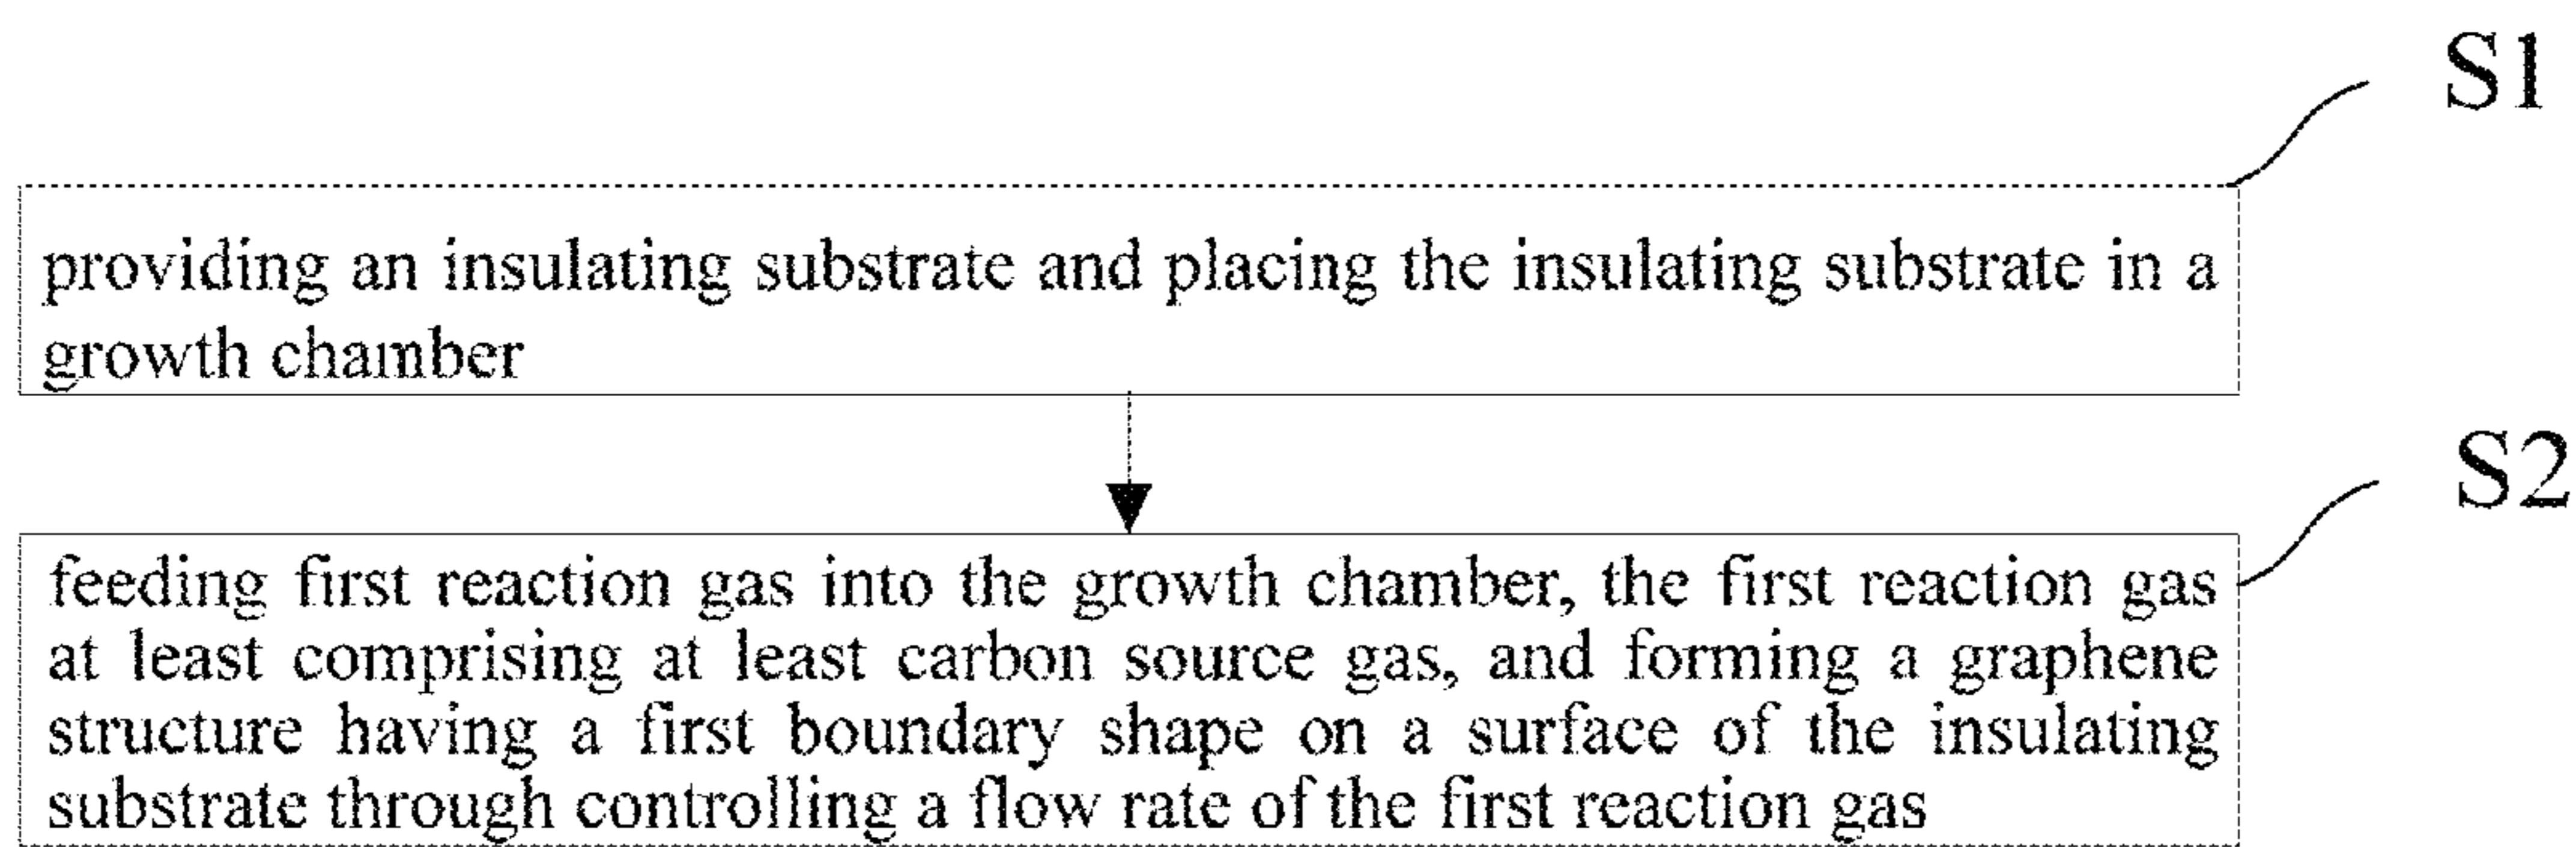 S1
providing an insulating substrate and placing the insulating substrate in a
growth chamber
S2
feeding first reaction gas into the growth chamber, the first reaction gas
at least comprising at least carbon source gas, and forming a graphene
structure having a first boundary shape on a surface of the insulating
substrate through controlling a flow rate of the first reaction gas